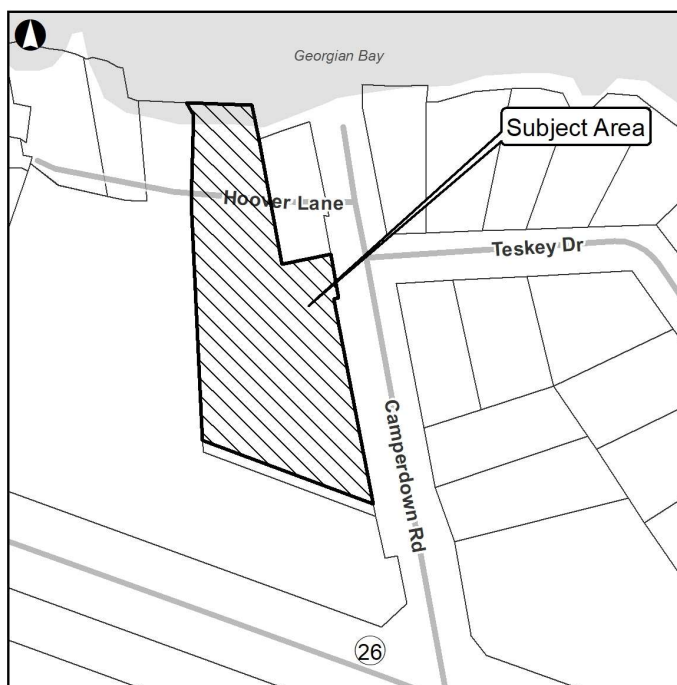 Georgian Bay
Subject Area
Hoover Lane
Teskey Dr
Camperdown Rd
26